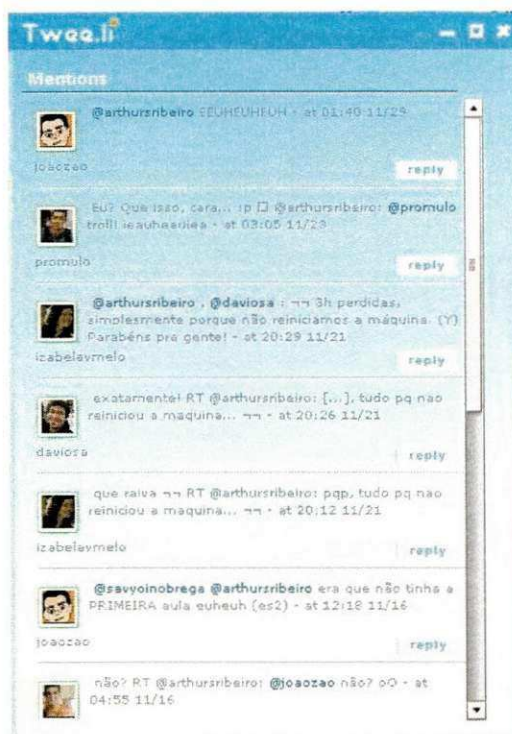 Twee.li
Mentions
@arthursribeiro EEUHEUHEUH - at 01:40 11/29
joaozao
reply
Eu? Que isso, cara... :p @arthursribeiro: @promulo
troll! - at 03:05 11/23
promulo
reply
@arthursribeiro , @daviosa : ¬¬ 3h perdidas,
simplesmente porque não reiniciamos a máquina. (Y)
Parabéns pra gente! - at 20:29 11/21
izabelavmelo
reply
exatamente! RT @arthursribeiro: [...], tudo pq nao
reiniciou a maquina... ¬¬ - at 20:26 11/21
daviosa
reply
que raiva ¬¬ RT @arthursribeiro: pqp, tudo pq nao
reiniciou a maquina... ¬¬ - at 20:12 11/21
izabelavmelo
reply
@savyoinobrega @arthursribeiro era que não tinha a
PRIMEIRA aula euheuh (es2) - at 12:18 11/16
joaozao
reply
não? RT @arthursribeiro: @joaozao não? oO - at
04:55 11/16